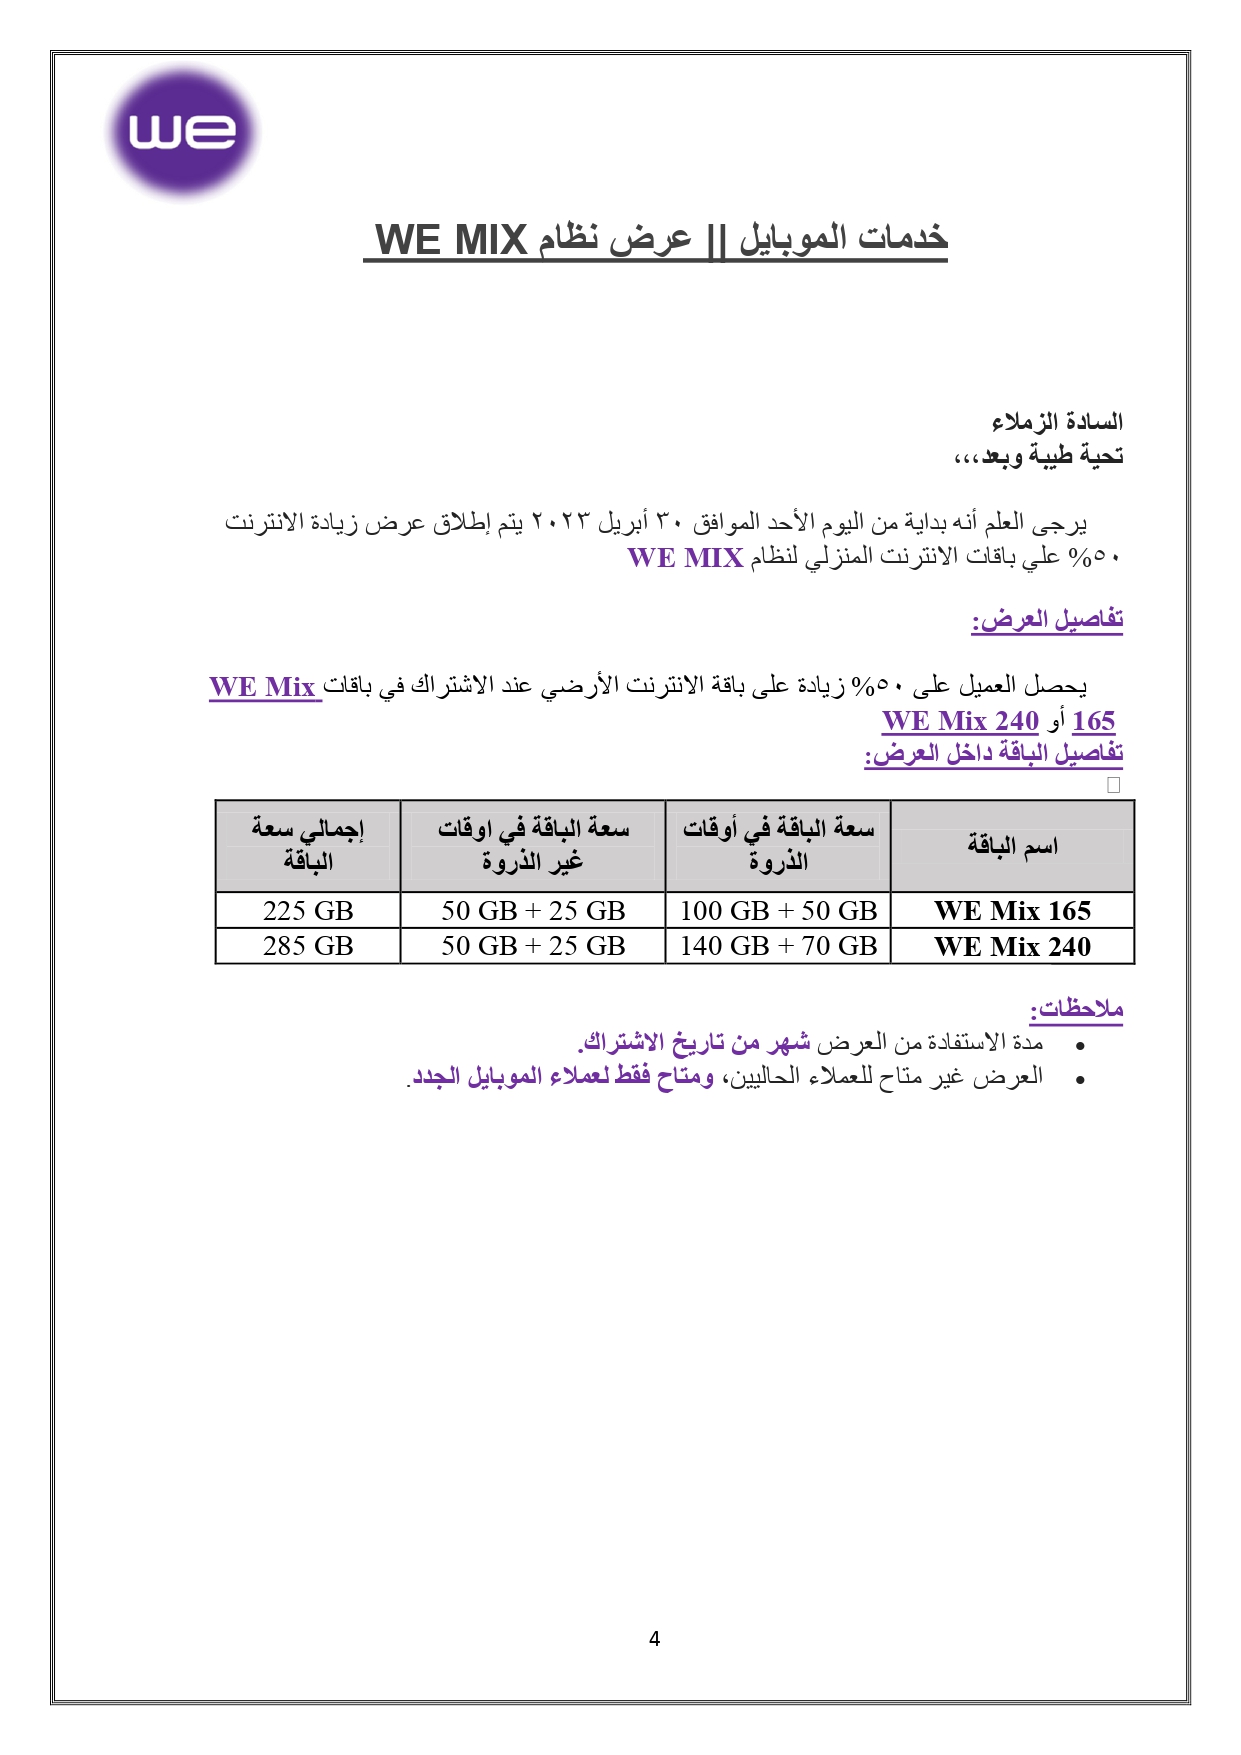 we
خدمات الموبايل || عرض نظام WE MIX
السادة الزملاء
تحية طيبة وبعد،،،
يرجى العلم أنه بداية من اليوم الأحد الموافق ٣٠ أبريل ٢٠٢٣ يتم إطلاق عرض زيادة الانترنت
٥٠% علي باقات الانترنت المنزلي لنظام WE MIX
تفاصيل العرض:
يحصل العميل على ٥٠% زيادة على باقة الانترنت الأرضي عند الاشتراك في باقات WE Mix
165 أو WE Mix 240
تفاصيل الباقة داخل العرض:
اسم الباقة | سعة الباقة في أوقات الذروة | سعة الباقة في اوقات غير الذروة | إجمالي سعة الباقة
WE Mix 165 | 100 GB + 50 GB | 50 GB + 25 GB | 225 GB
WE Mix 240 | 140 GB + 70 GB | 50 GB + 25 GB | 285 GB
ملاحظات:
• مدة الاستفادة من العرض شهر من تاريخ الاشتراك.
• العرض غير متاح للعملاء الحاليين، ومتاح فقط لعملاء الموبايل الجدد.
4